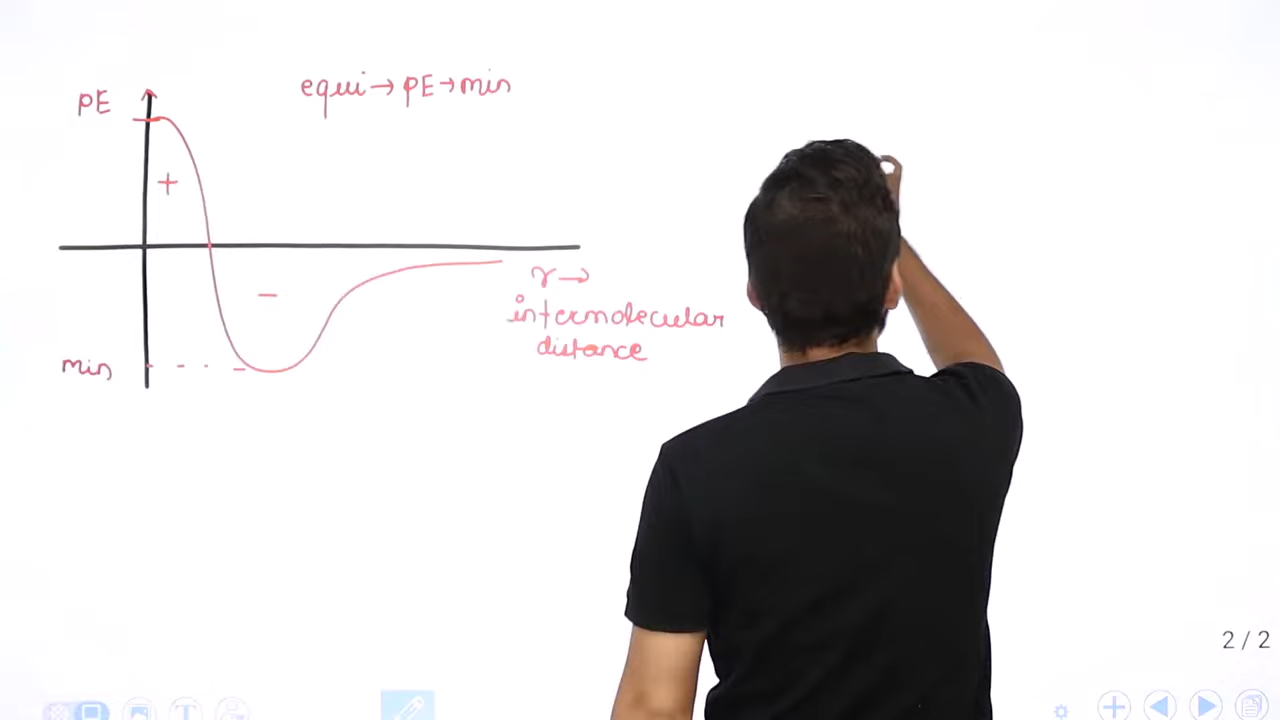 PE
equi→PE→min
+
−
r→
intermolecular
distance
min
2 / 2